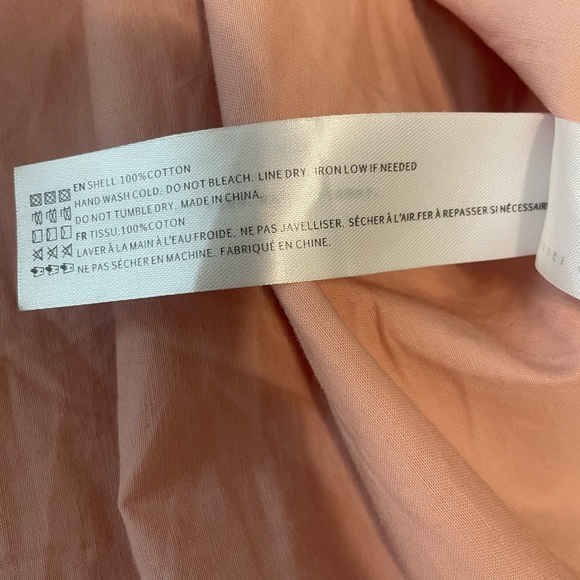 EN SHELL:100%COTTON
HAND WASH COLD. DO NOT BLEACH. LINE DRY. IRON LOW IF NEEDED
DO NOT TUMBLE DRY. MADE IN CHINA.
FR TISSU:100%COTON
LAVER À LA MAIN À L'EAU FROIDE. NE PAS JAVELLISER. SÉCHER À L'AIR.FER À REPASSER SI NÉCESSAIR
NE PAS SÉCHER EN MACHINE. FABRIQUÉ EN CHINE.